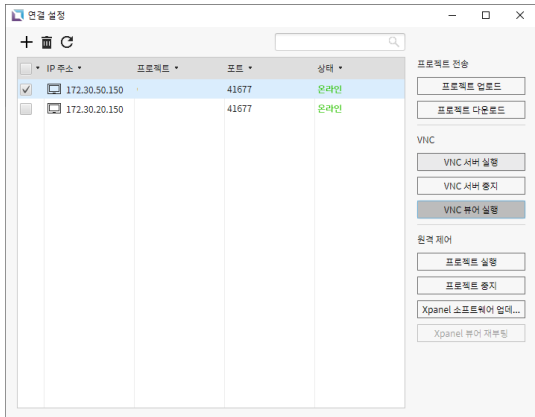 연결 설정
IP 주소 프로젝트 포트 상태
172.30.50.150 41677 온라인
172.30.20.150 41677 온라인
프로젝트 전송
프로젝트 업로드
프로젝트 다운로드
VNC
VNC 서버 실행
VNC 서버 중지
VNC 뷰어 실행
원격 제어
프로젝트 실행
프로젝트 중지
Xpanel 소프트웨어 업데...
Xpanel 뷰어 재부팅